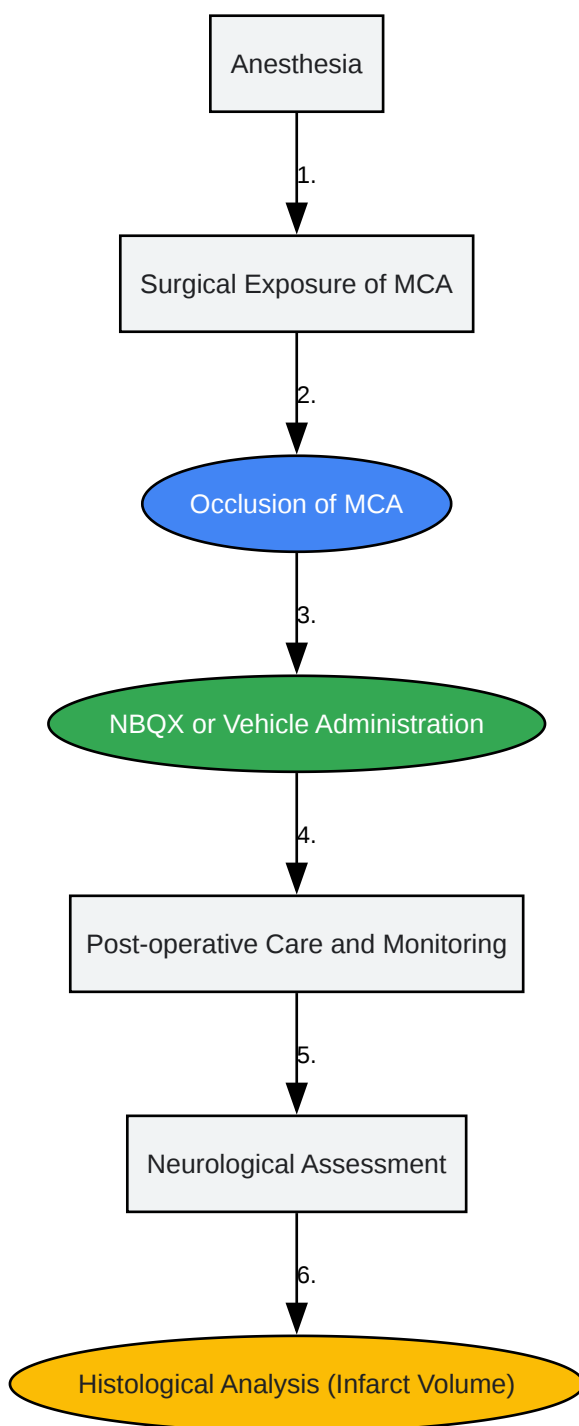 Anesthesia
1.
Surgical Exposure of MCA
2.
Occlusion of MCA
3.
NBQX or Vehicle Administration
4.
Post-operative Care and Monitoring
5.
Neurological Assessment
6.
Histological Analysis (Infarct Volume)